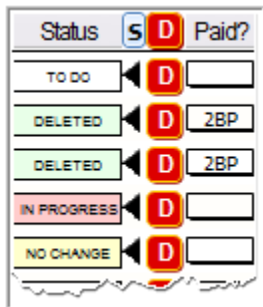 Status S D Paid?
TO DO D
DELETED D 2BP
DELETED D 2BP
IN PROGRESS D
NO CHANGE D